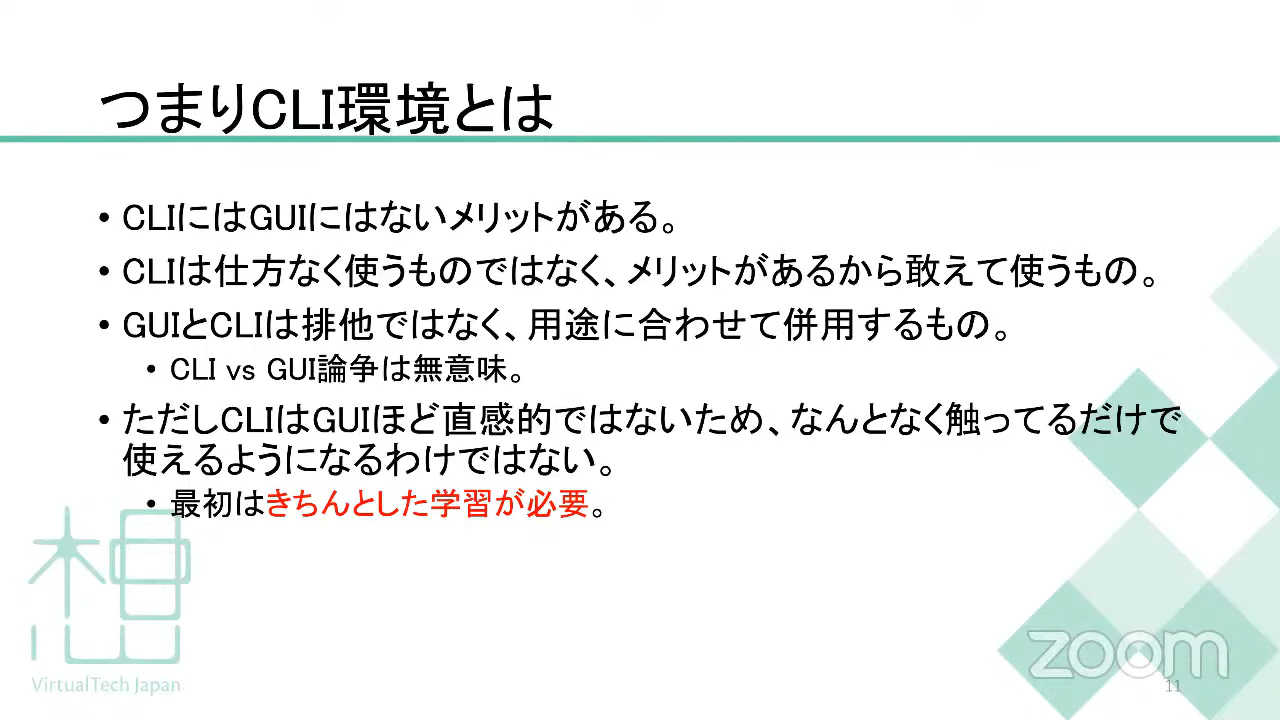 つまりCLI環境とは
• CLIにはGUIにはないメリットがある。
• CLIは仕方なく使うものではなく、メリットがあるから敢えて使うもの。
• GUIとCLIは排他ではなく、用途に合わせて併用するもの。
• CLI vs GUI論争は無意味。
• ただしCLIはGUIほど直感的ではないため、なんとなく触ってるだけで
使えるようになるわけではない。
• 最初はきちんとした学習が必要。
想
VirtualTech Japan
zoom
11